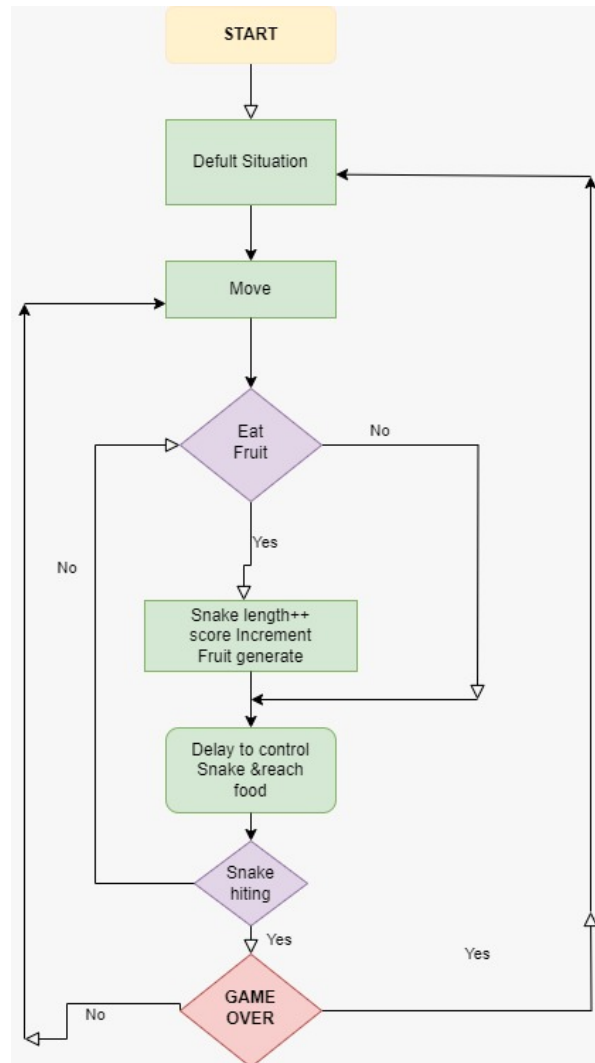 START
Defult Situation
Move
Eat
Fruit
No
Yes
No
Snake length++
score Increment
Fruit generate
Delay to control
Snake &reach
food
Snake
hiting
Yes
Yes
GAME
OVER
No